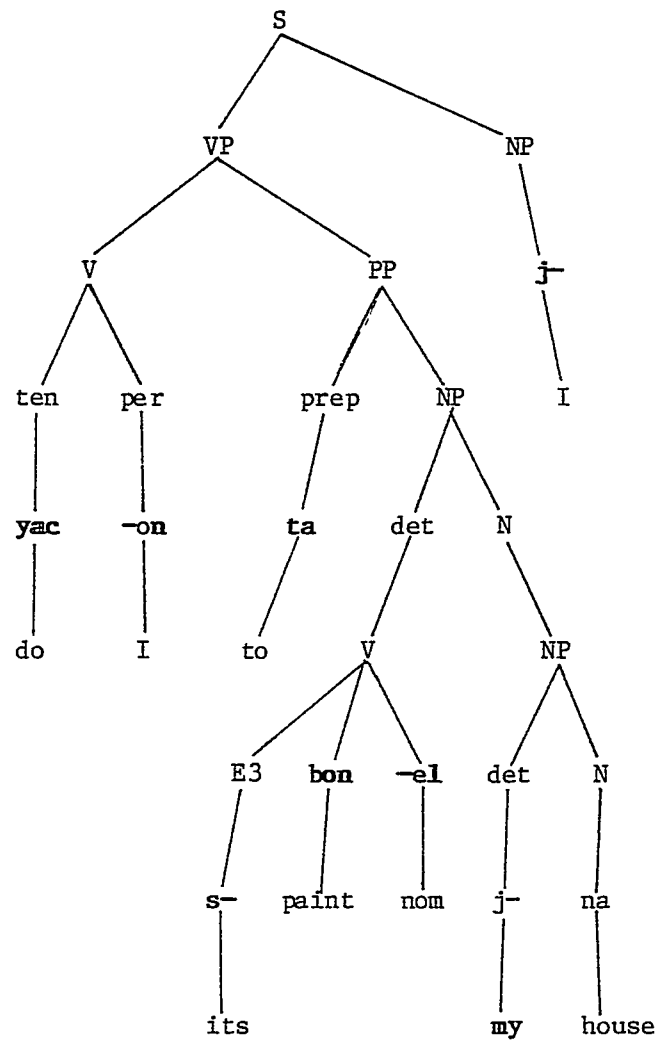 S
VP NP
V PP j-
ten per prep NP I
yac -on ta det N
do I to V NP
E3 bon -el det N
s- paint nom j- na
its my house